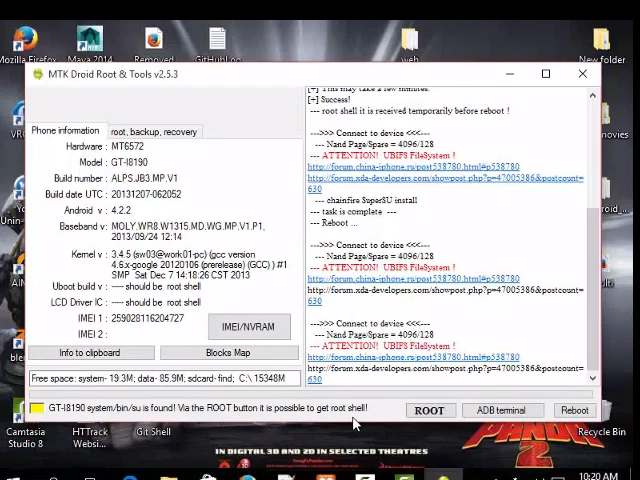 Mozilla Firefox
Maya 2014
Removed
GitHubLog
web
New folder
MTK Droid Root & Tools v2.5.3
Phone information
root, backup, recovery
Hardware : MT6572
Model : GT-I8190
Build number : ALPS.JB3.MP.V1
Build date UTC : 20131207-062052
Android v : 4.2.2
Baseband v : MOLY.WR8.W1315.MD.WG.MP.V1.P1,
2013/09/24 12:14
Kernel v : 3.4.5 (sw03@work01-pc) (gcc version
4.6.x-google 20120106 (prerelease) (GCC) ) #1
SMP Sat Dec 7 14:18:26 CST 2013
Uboot build v : ---- should be root shell
LCD Driver IC : ---- should be root shell
IMEI 1 : 259028116204727
IMEI 2 :
IMEI/NVRAM
Info to clipboard
Blocks Map
Free space: system- 19.3M; data- 85.9M; sdcard-find, C:\ 15348M
[+] This may take a few minutes.
[+] Success!
--- root shell it is received temporarily before reboot !
--->>> Connect to device <<<---
--- Nand Page/Spare = 4096/128
--- ATTENTION! UBIFS FileSystem !
http://forum.china-iphone.ru/post538780.html#p538780
http://forum.xda-developers.com/showpost.php?p=47005386&postcount=
630
--- chainfire SuperSU install
--- task is complete ---
--- Reboot ...
--->>> Connect to device <<<---
--- Nand Page/Spare = 4096/128
--- ATTENTION! UBIFS FileSystem !
http://forum.china-iphone.ru/post538780.html#p538780
http://forum.xda-developers.com/showpost.php?p=47005386&postcount=
630
--->>> Connect to device <<<---
--- Nand Page/Spare = 4096/128
--- ATTENTION! UBIFS FileSystem !
http://forum.china-iphone.ru/post538780.html#p538780
http://forum.xda-developers.com/showpost.php?p=47005386&postcount=
630
GT-I8190 system/bin/su is found! Via the ROOT button it is possible to get root shell!
ROOT
ADB terminal
Reboot
Camtasia
Studio 8
HTTrack
Websi...
Git Shell
Recycle Bin
IN DIGITAL 3D AND 2D IN SELECTED THEATRES
PANDA
2
10:20 AM